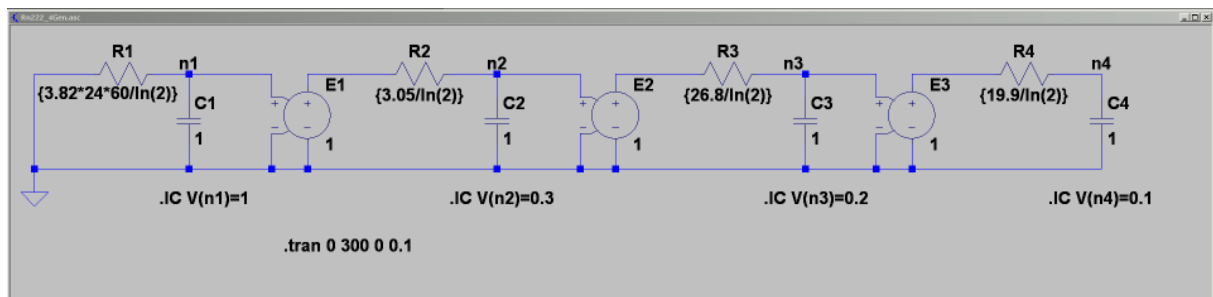 Rn222_4Gen.asc
R1 n1 R2 n2 R3 n3 R4 n4
{3.82*24*60/ln(2)} C1 E1 {3.05/ln(2)} C2 E2 {26.8/ln(2)} C3 E3 {19.9/ln(2)} C4
1 1 1 1 1 1 1
.IC V(n1)=1 .IC V(n2)=0.3 .IC V(n3)=0.2 .IC V(n4)=0.1
.tran 0 300 0 0.1